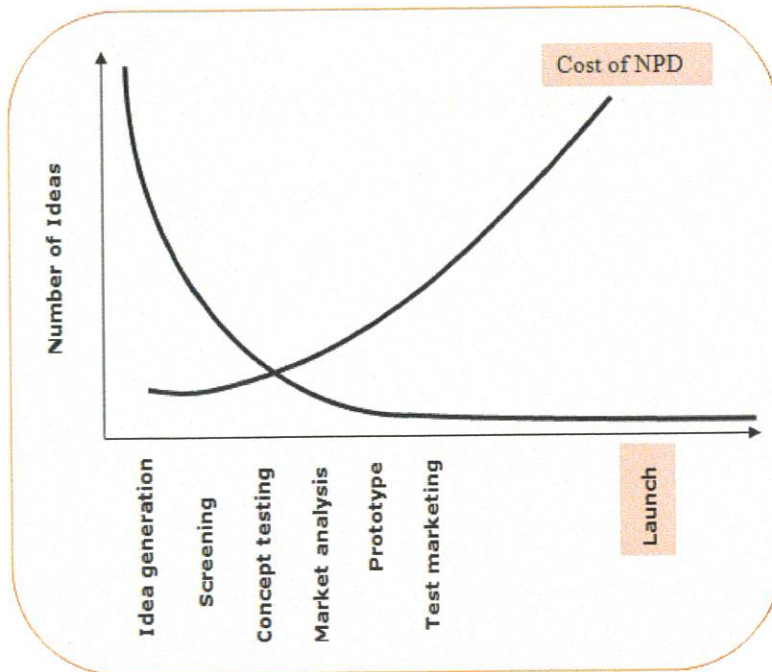 Cost of NPD
Number of Ideas
Idea generation
Screening
Concept testing
Market analysis
Prototype
Test marketing
Launch